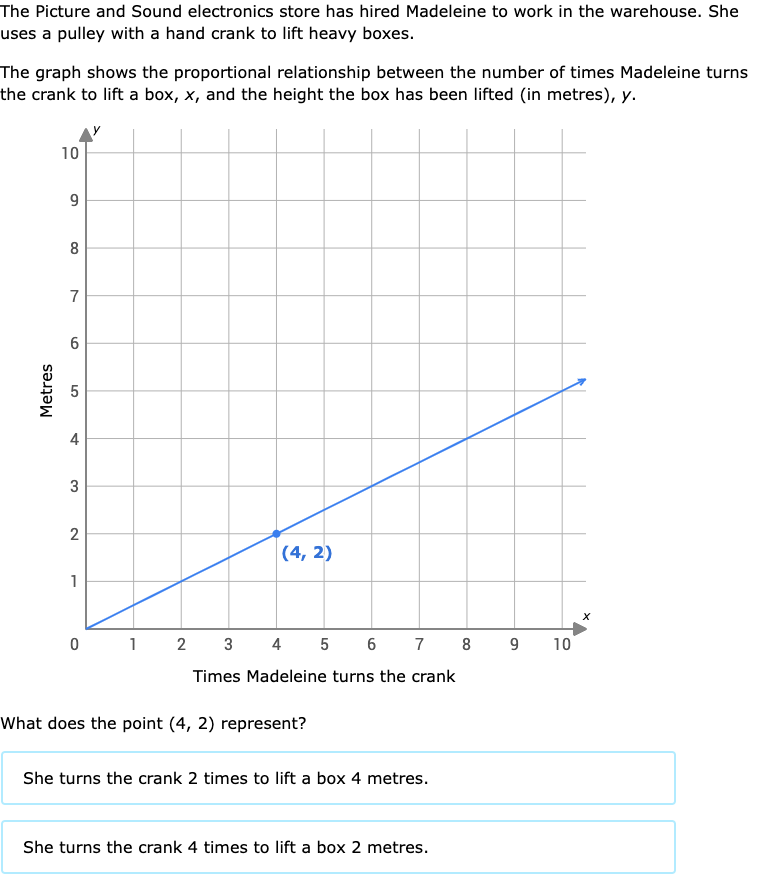 The Picture and Sound electronics store has hired Madeleine to work in the warehouse. She
uses a pulley with a hand crank to lift heavy boxes.
The graph shows the proportional relationship between the number of times Madeleine turns
the crank to lift a box, x, and the height the box has been lifted (in metres), y.
y
10
9
8
7
6
5
4
3
2
1
Metres
(4, 2)
x
0 1 2 3 4 5 6 7 8 9 10
Times Madeleine turns the crank
What does the point (4, 2) represent?
She turns the crank 2 times to lift a box 4 metres.
She turns the crank 4 times to lift a box 2 metres.